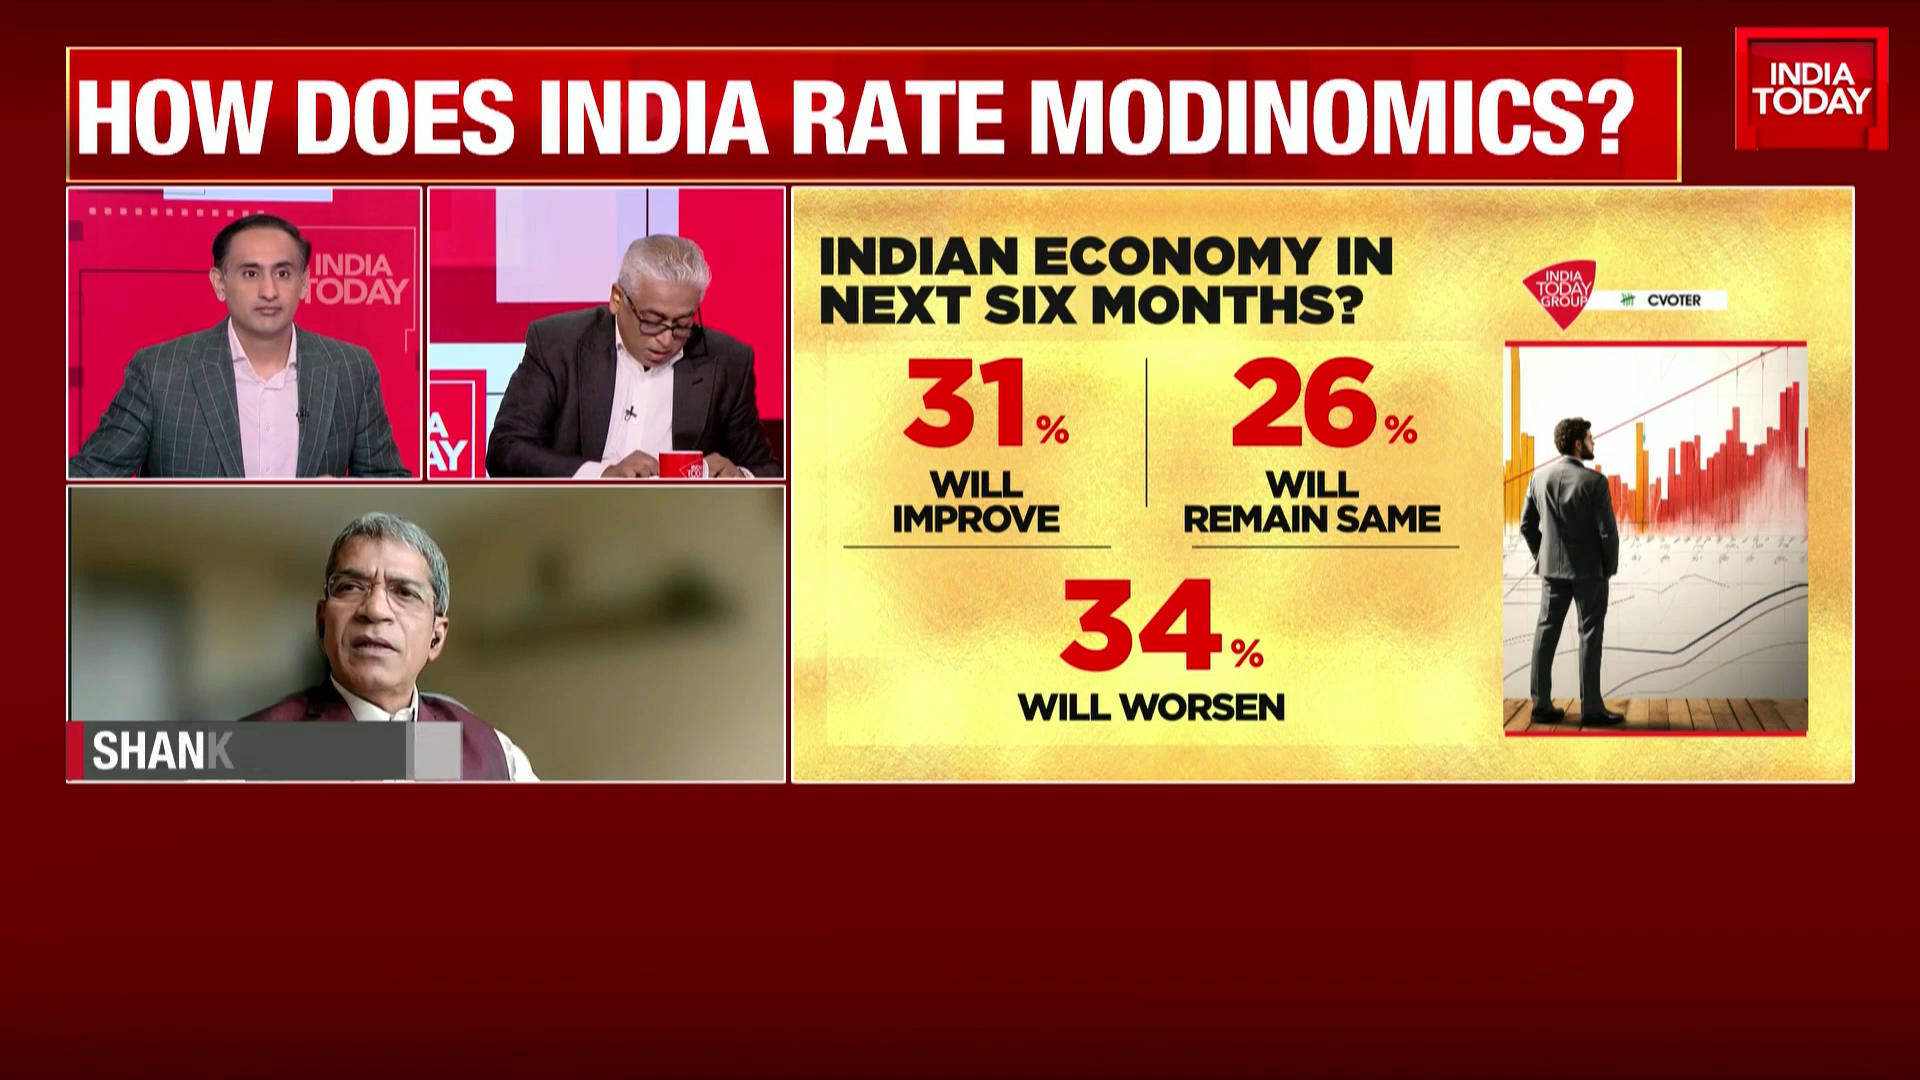 HOW DOES INDIA RATE MODINOMICS?
INDIA
TODAY
INDIA
TODAY
A
AY
INDIAN ECONOMY IN
NEXT SIX MONTHS?
INDIA
TODAY
GROUP
CVOTER
31%
WILL
IMPROVE
26%
WILL
REMAIN SAME
34%
WILL WORSEN
SHANK